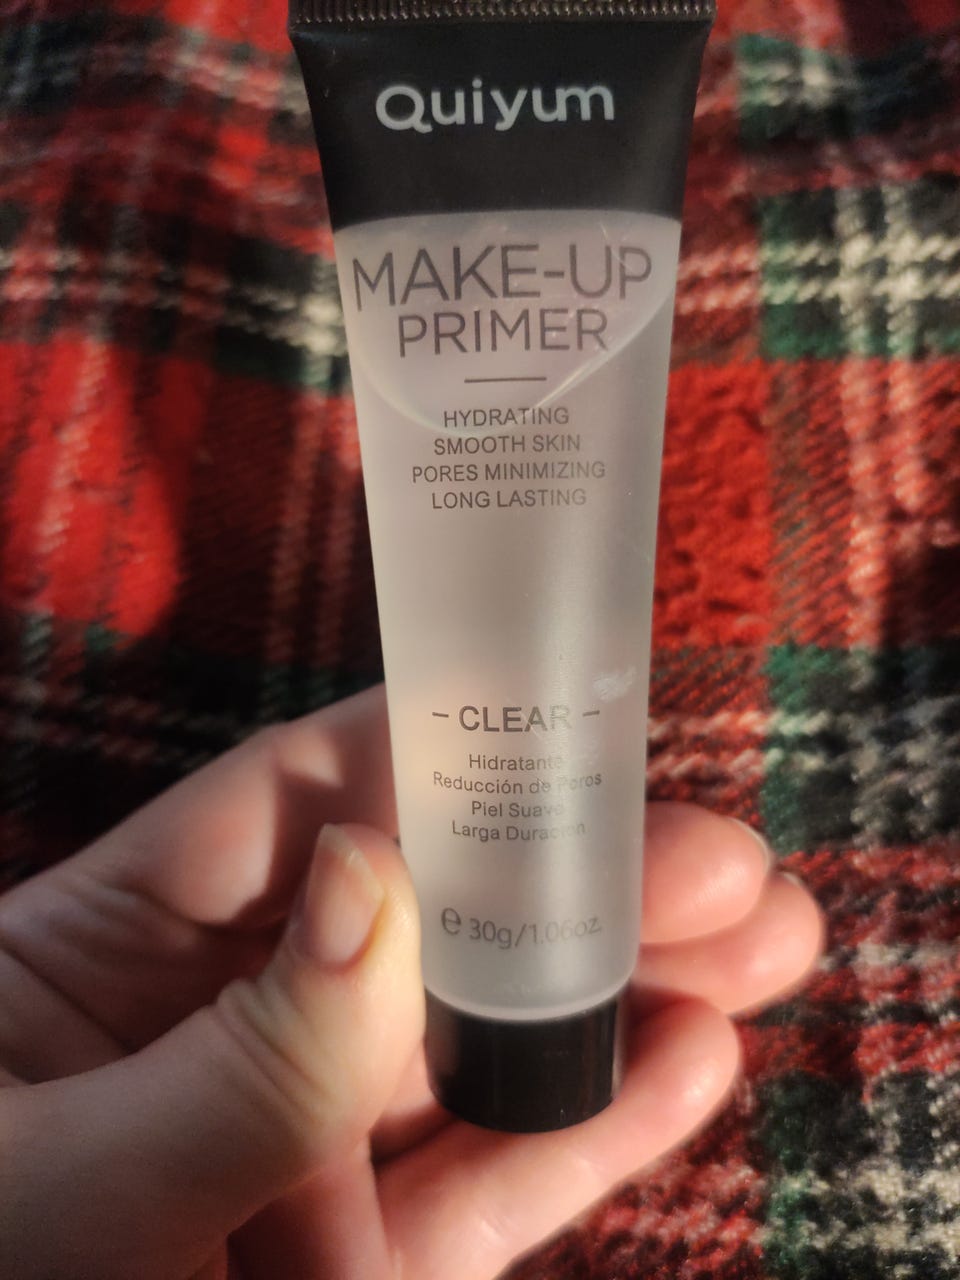 Quiyum
MAKE-UP
PRIMER
HYDRATING
SMOOTH SKIN
PORES MINIMIZING
LONG LASTING
- CLEAR -
Hidratante
Reducción de Poros
Piel Suave
Larga Duración
℮ 30g/1.06oz.